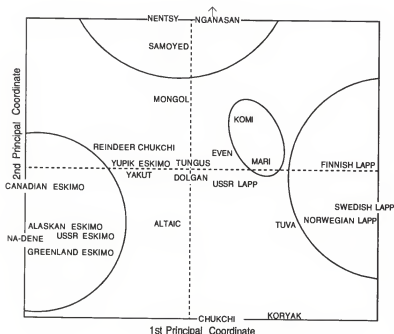 NENTSY NGANASAN
SAMOYED
MONGOL
KOMI
REINDEER CHUKCHI
EVEN
YUPIK ESKIMO TUNGUS
MARI
FINNISH LAPP
YAKUT
DOLGAN
USSR LAPP
CANADIAN ESKIMO
SWEDISH LAPP
NORWEGIAN LAPP
ALASKAN ESKIMO
ALTAIC
TUVA
NA-DENE
USSR ESKIMO
GREENLAND ESKIMO
CHUKCHI
KORYAK
1st Principal Coordinate
2nd Principal Coordinate